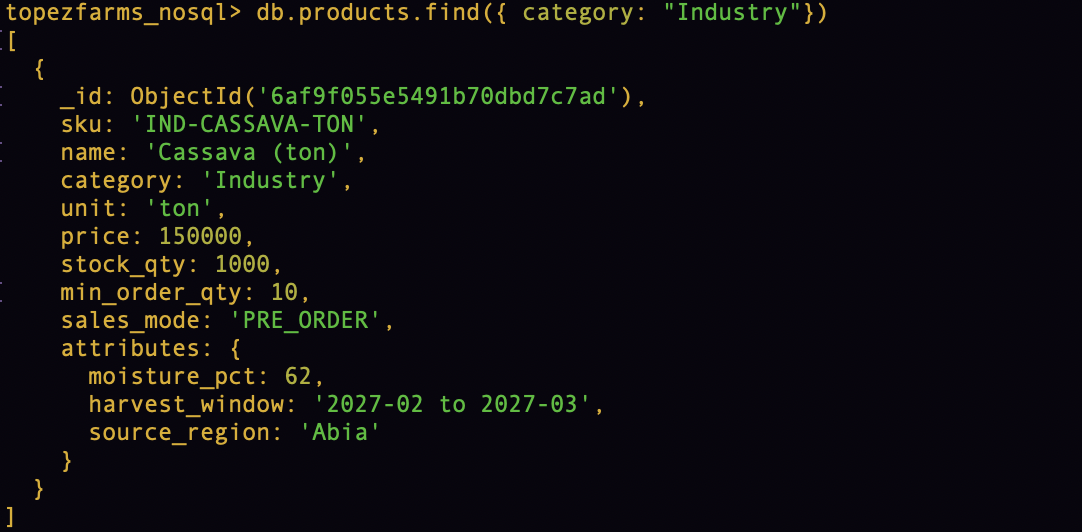 topezfarms_nosql> db.products.find({ category: "Industry"})
[
  {
    _id: ObjectId('6af9f055e5491b70dbd7c7ad'),
    sku: 'IND-CASSAVA-TON',
    name: 'Cassava (ton)',
    category: 'Industry',
    unit: 'ton',
    price: 150000,
    stock_qty: 1000,
    min_order_qty: 10,
    sales_mode: 'PRE_ORDER',
    attributes: {
      moisture_pct: 62,
      harvest_window: '2027-02 to 2027-03',
      source_region: 'Abia'
    }
  }
]